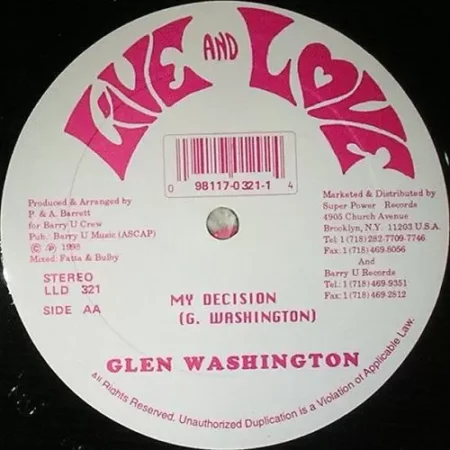 LIVE AND LOVE
0 98117-0321-1 4
Produced & Arranged by
P. & A. Barrett
for Barry U Crew
Pub.: Barry U Music (ASCAP)
© ℗ 1998
Mixed: Fatta & Bulby
STEREO
LLD 321
SIDE AA
Marketed & Distributed by
Super Power Records
4905 Church Avenue
Brooklyn, N.Y. 11203 U.S.A.
Tel: 1 (718) 282-7709-7746
Fax: 1 (718) 469-8056
And
Barry U Records
Tel.: 1 (718) 469-9351
Fax: 1 (718) 469-2812
MY DECISION
(G. WASHINGTON)
GLEN WASHINGTON
All Rights Reserved. Unauthorized Duplication is a Violation of Applicable Law.